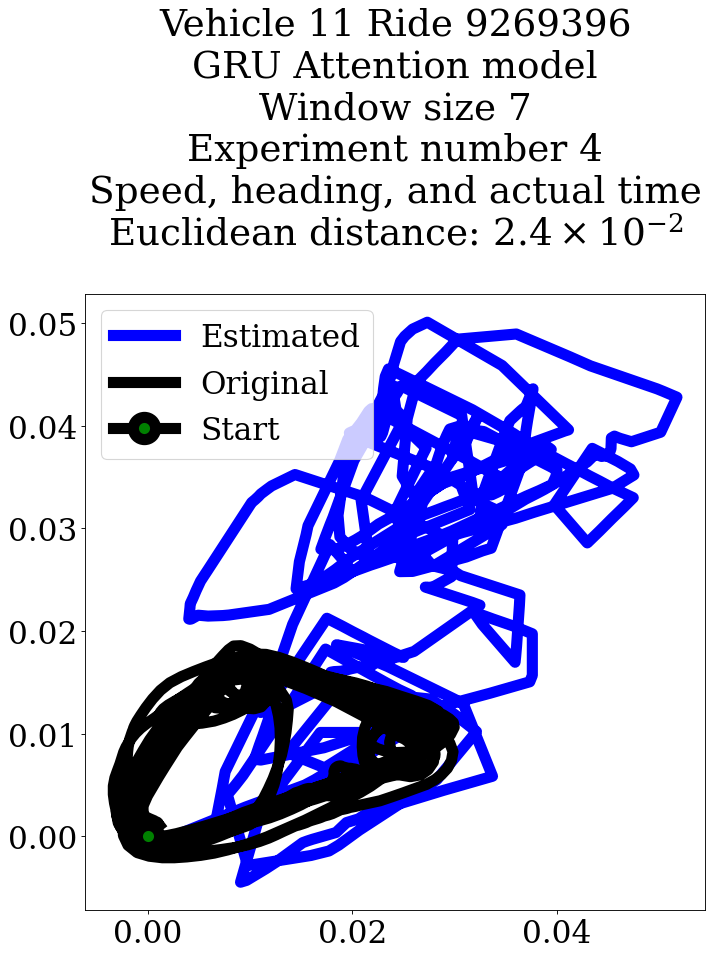 Vehicle 11 Ride 9269396
GRU Attention model
Window size 7
Experiment number 4
Speed, heading, and actual time
Euclidean distance: 2.4 × 10⁻²
Estimated
Original
Start
0.05
0.04
0.03
0.02
0.01
0.00
0.00 0.02 0.04